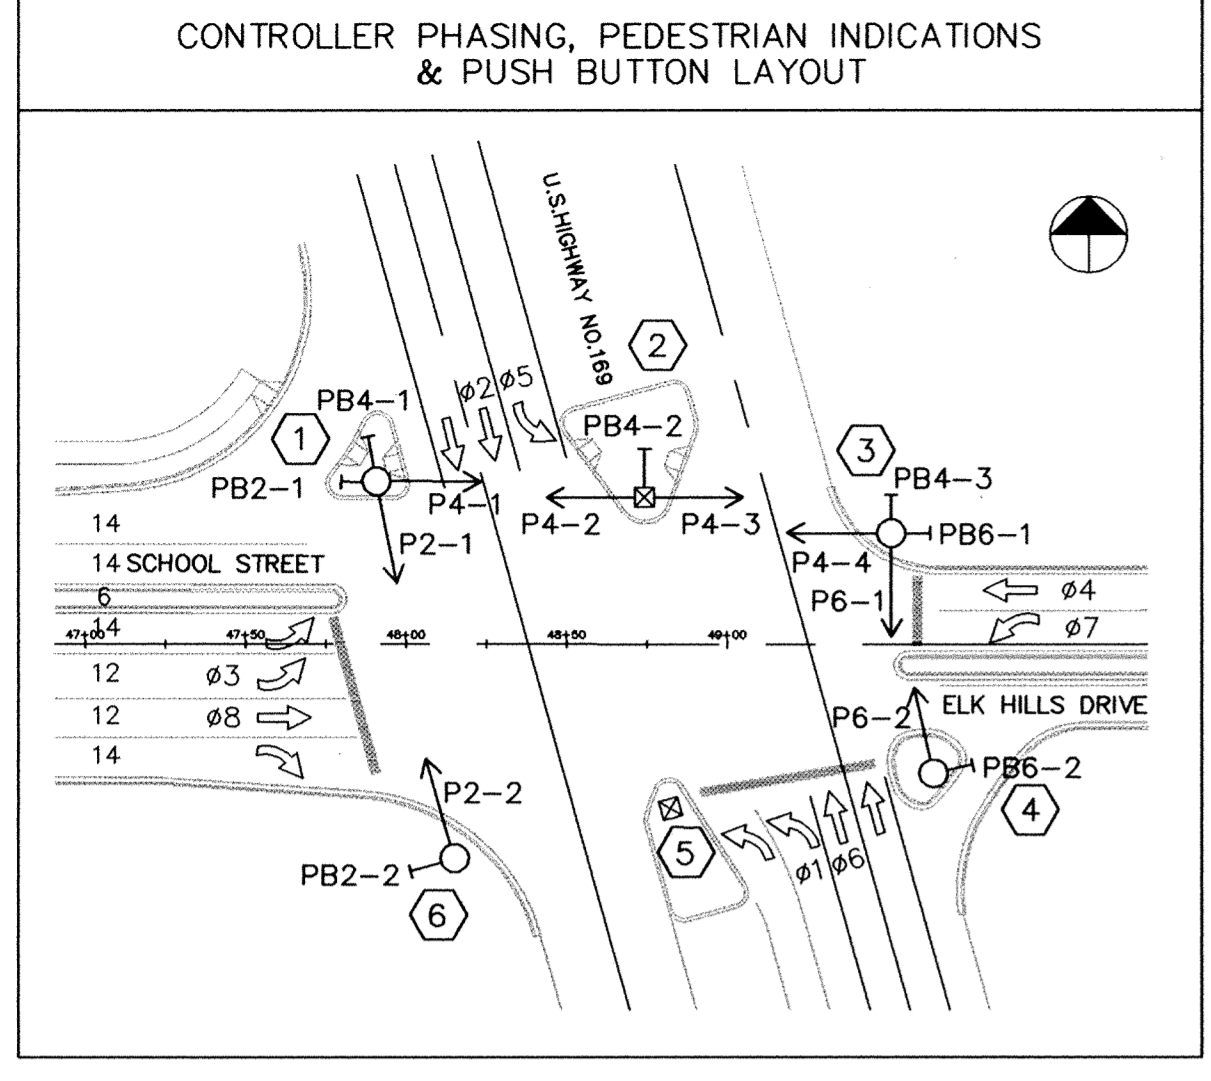 CONTROLLER PHASING, PEDESTRIAN INDICATIONS
& PUSH BUTTON LAYOUT
U.S.HIGHWAY NO.169
2
ø2
ø5
PB4-1
1
PB4-2
3
PB2-1
P4-1
P4-2
P4-3
PB4-3
PB6-1
14
P2-1
P4-4
14 SCHOOL STREET
ø4
6
P6-1
14
ø7
47+00
47+50
48+00
48+50
49+00
12
ø3
12
ø8
P6-2
ELK HILLS DRIVE
14
P2-2
PB6-2
4
5
ø1
ø6
PB2-2
6